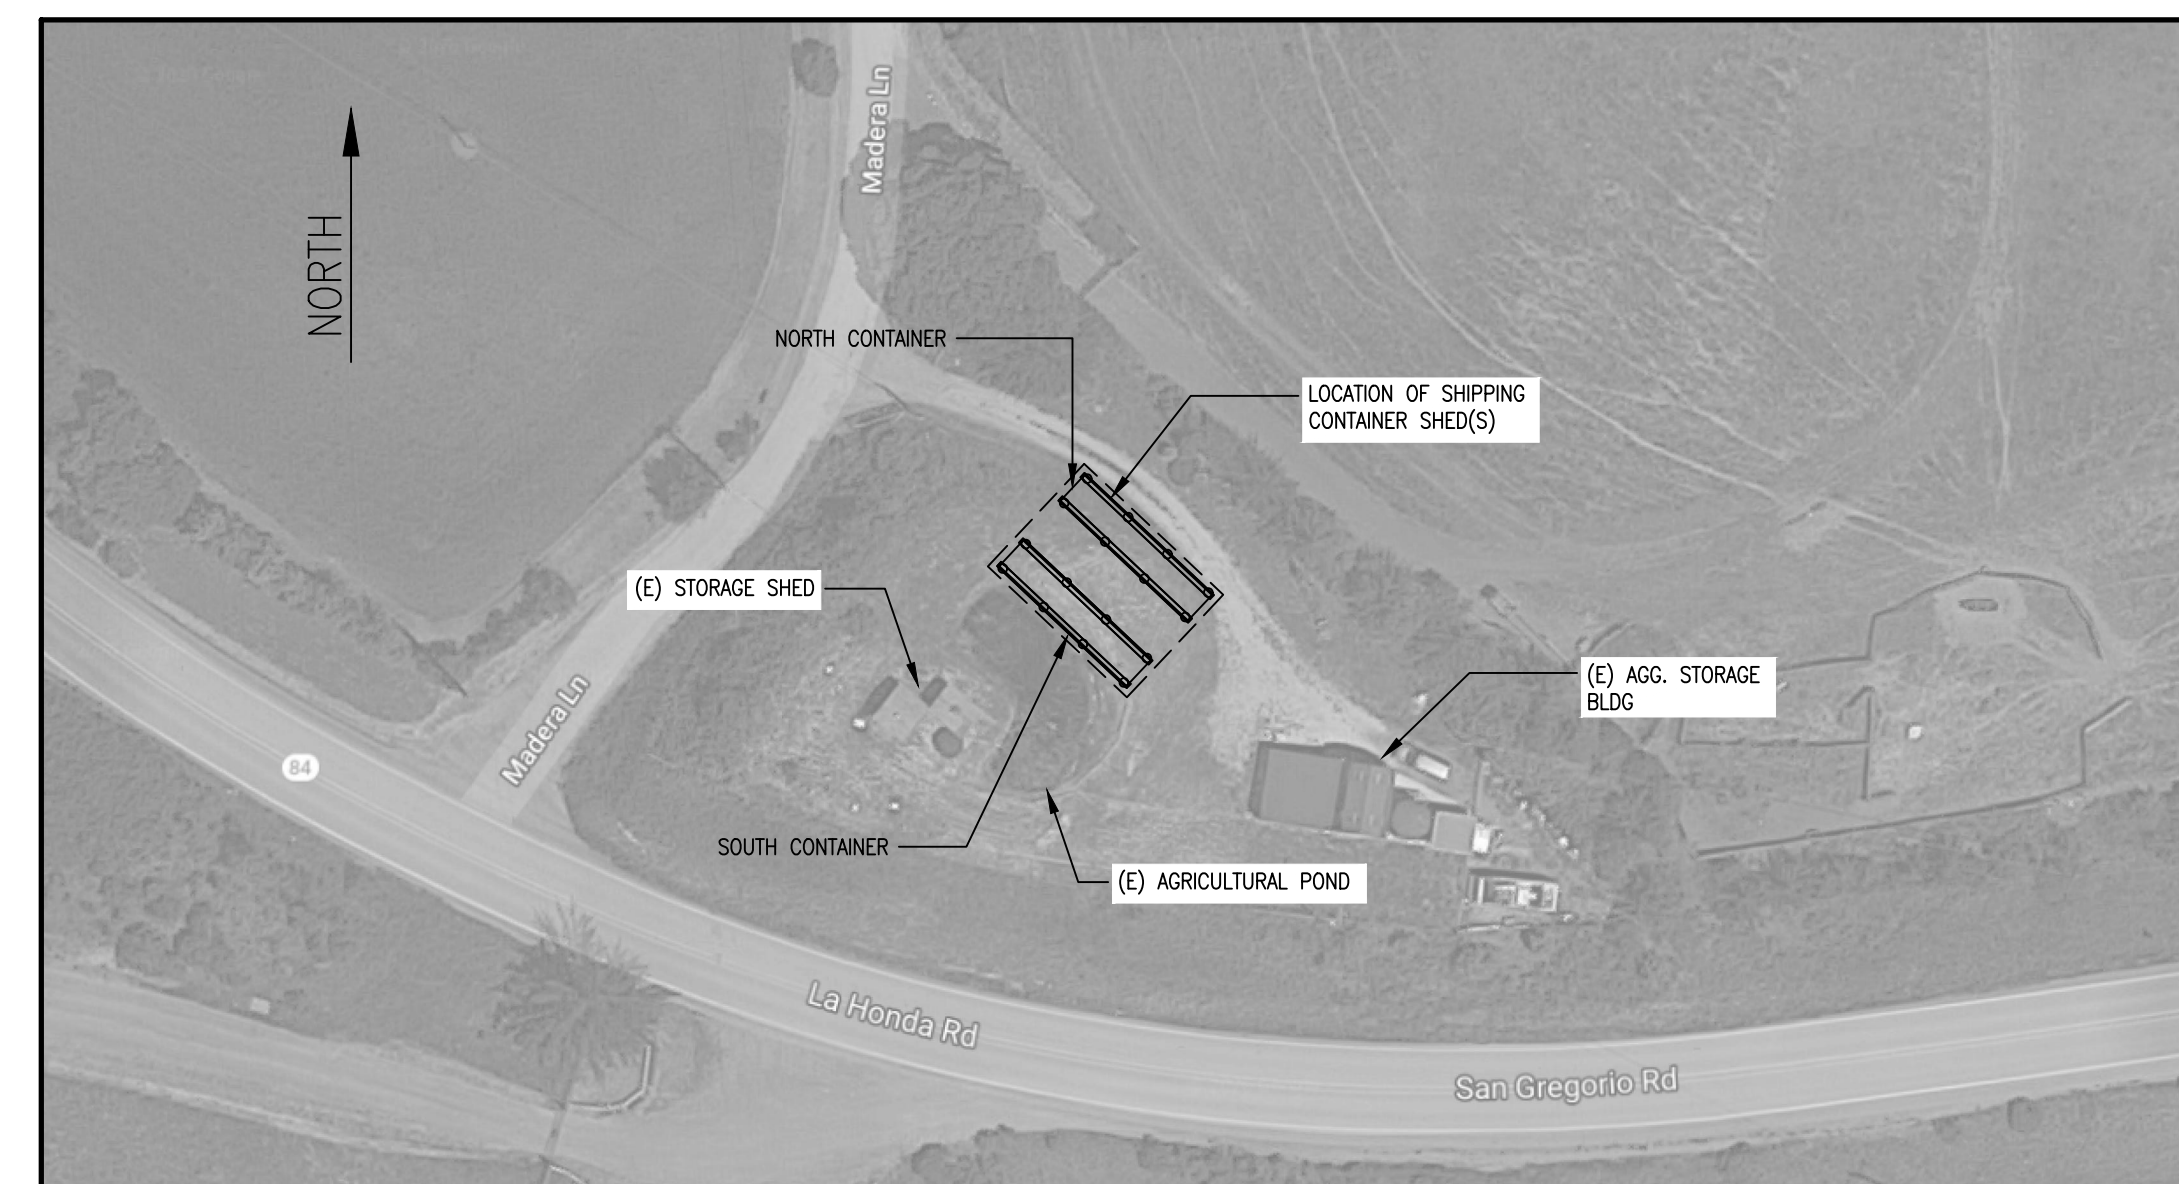 Madera Ln
NORTH
NORTH CONTAINER
LOCATION OF SHIPPING
CONTAINER SHED(S)
(E) STORAGE SHED
(E) AGG. STORAGE
BLDG
Madera Ln
84
SOUTH CONTAINER
(E) AGRICULTURAL POND
La Honda Rd
San Gregorio Rd